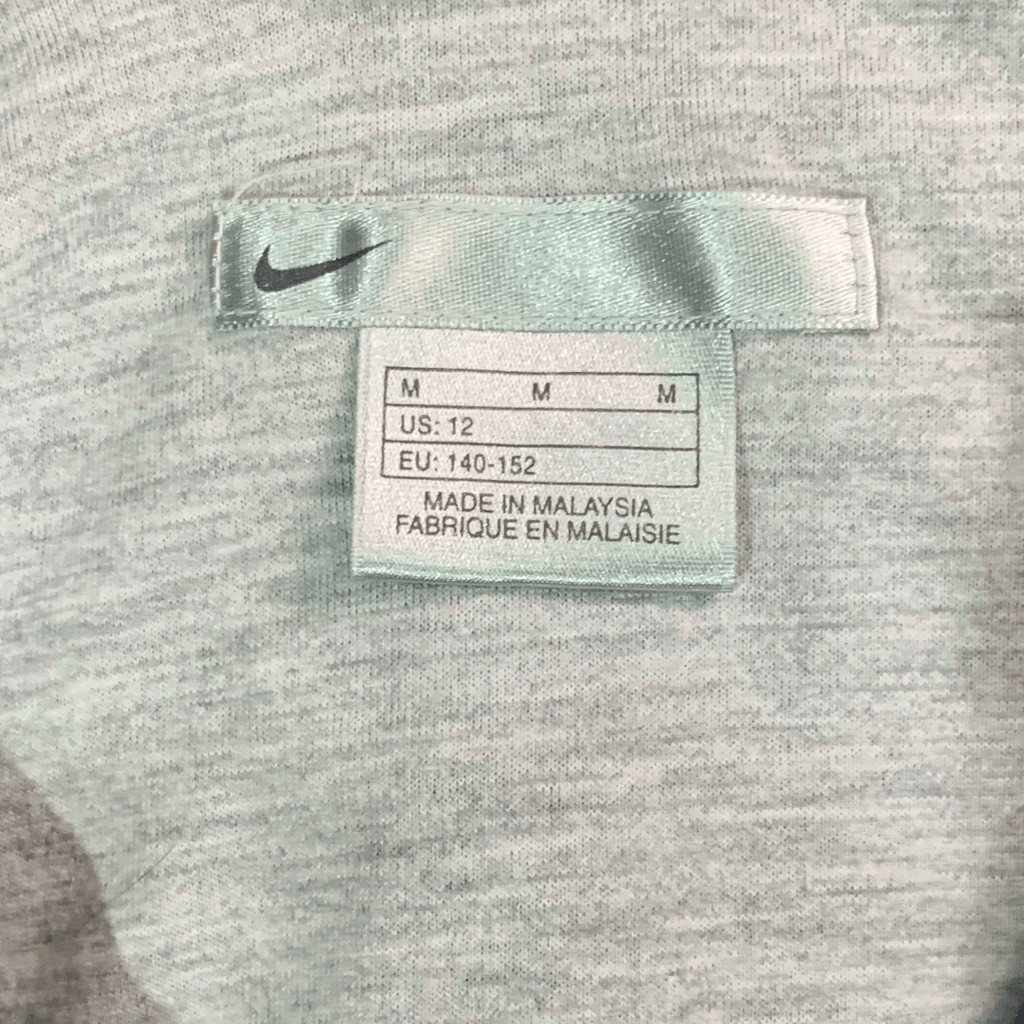 M M M
US: 12
EU: 140-152
MADE IN MALAYSIA
FABRIQUE EN MALAISIE